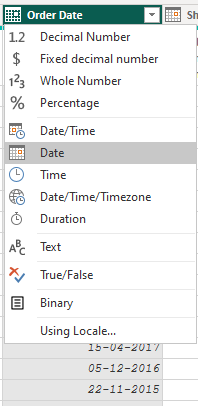 Order Date
Sh
1.2 Decimal Number
$ Fixed decimal number
1²3 Whole Number
% Percentage
Date/Time
Date
Time
Date/Time/Timezone
Duration
ABC Text
True/False
Binary
Using Locale...
15-04-2017
05-12-2016
22-11-2015